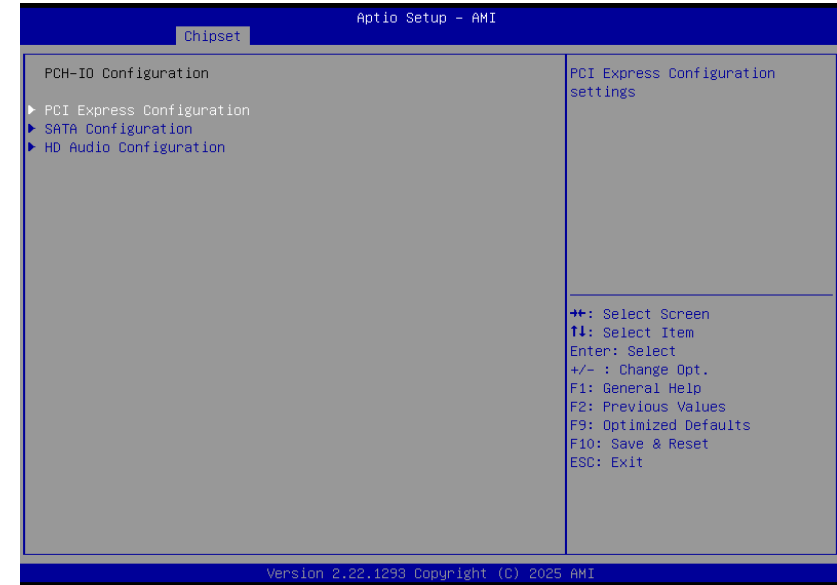 Aptio Setup – AMI
Chipset
PCH-IO Configuration
▶ PCI Express Configuration
▶ SATA Configuration
▶ HD Audio Configuration
PCI Express Configuration
settings
→←: Select Screen
↑↓: Select Item
Enter: Select
+/- : Change Opt.
F1: General Help
F2: Previous Values
F9: Optimized Defaults
F10: Save & Reset
ESC: Exit
Version 2.22.1293 Copyright (C) 2025 AMI